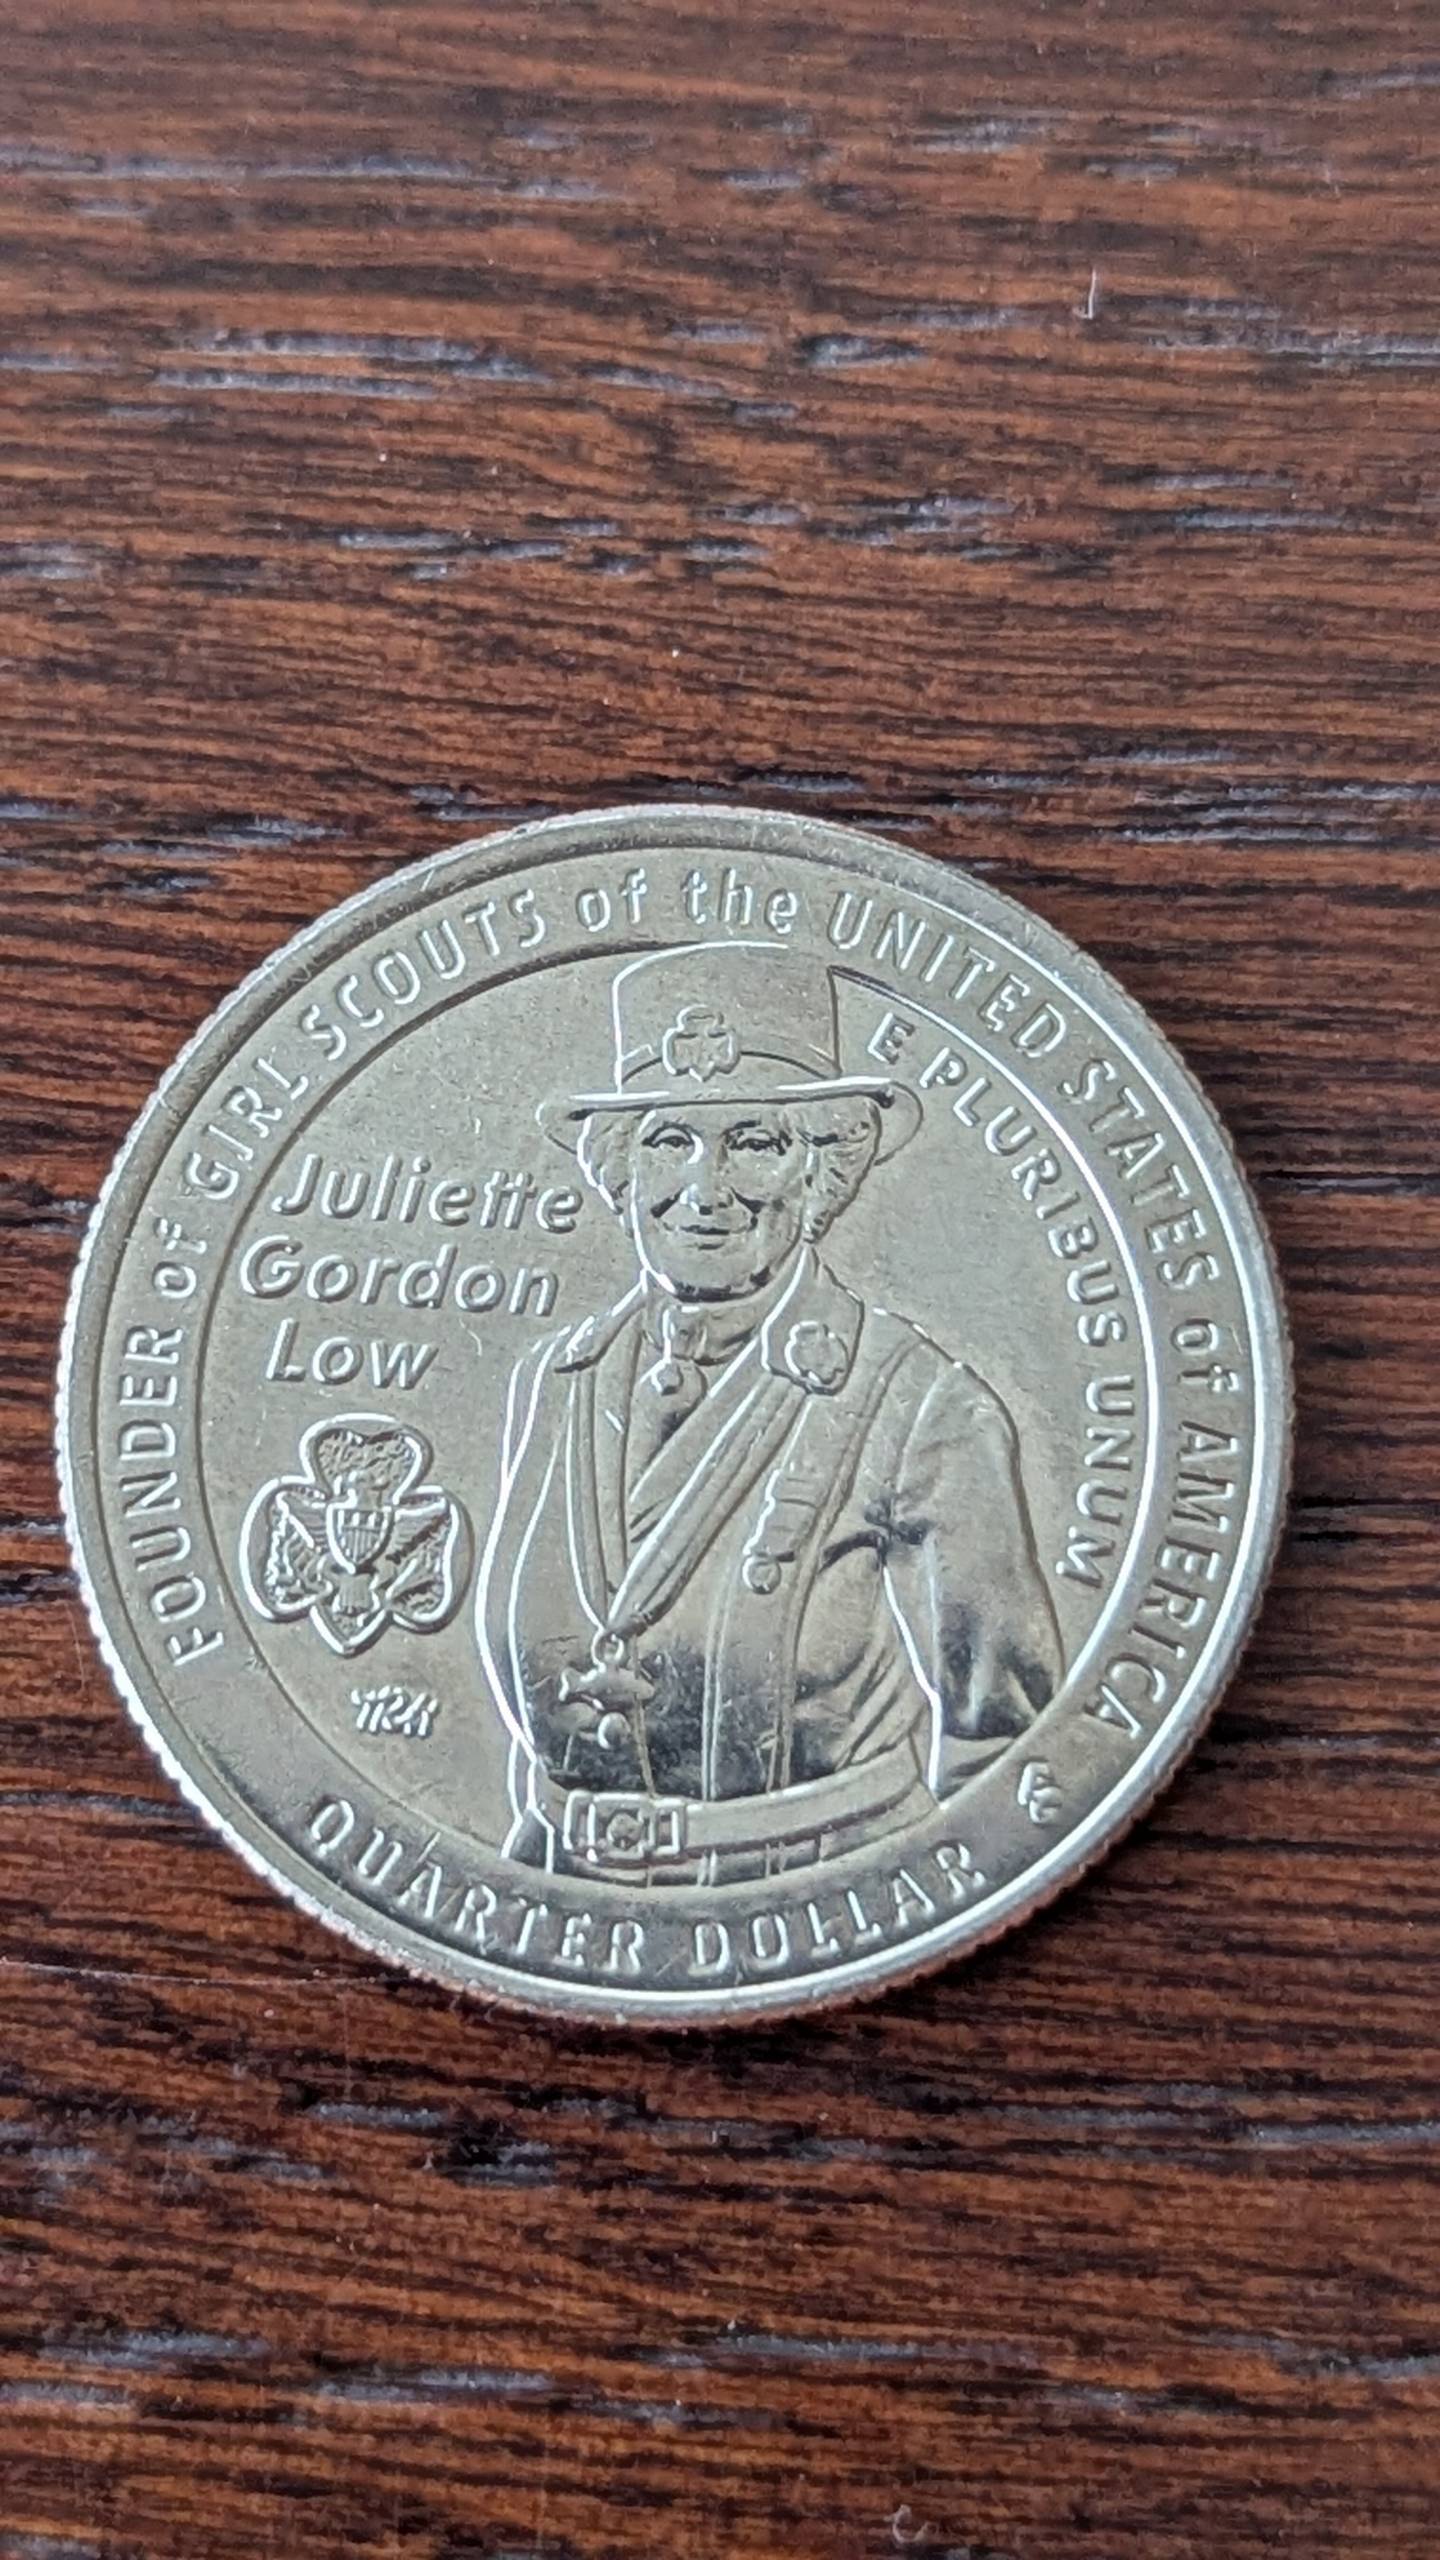 FOUNDER of GIRL SCOUTS of the UNITED STATES of AMERICA
E PLURIBUS UNUM
Juliette
Gordon
Low
QUARTER DOLLAR